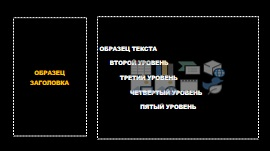 ОБРАЗЕЦ
ЗАГОЛОВКА
ОБРАЗЕЦ ТЕКСТА
ВТОРОЙ УРОВЕНЬ
ТРЕТИЙ УРОВЕНЬ
ЧЕТВЕРТЫЙ УРОВЕНЬ
ПЯТЫЙ УРОВЕНЬ